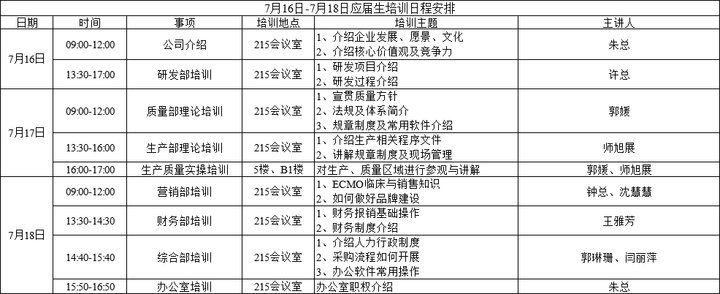 7月16日-7月18日应届生培训日程安排
日期 时间 事项 培训地点 培训主题 主讲人
7月16日
09:00-12:00 公司介绍 215会议室
1、介绍企业发展、愿景、文化
2、介绍核心价值观及竞争力
朱总
13:30-17:00 研发部培训 215会议室
1、研发项目介绍
2、研发过程介绍
许总
7月17日
09:00-12:00 质量部理论培训 215会议室
1、宣贯质量方针
2、法规及体系简介
3、规章制度及常用软件介绍
郭媛
13:30-16:00 生产部理论培训 215会议室
1、介绍生产相关程序文件
2、讲解规章制度及现场管理
师旭展
16:00-17:00 生产质量实操培训 5楼、B1楼 对生产、质量区域进行参观与讲解 郭媛、师旭展
7月18日
09:00-12:00 营销部培训 215会议室
1、ECMO临床与销售知识
2、如何做好品牌建设
钟总、沈慧慧
13:30-14:30 财务部培训 215会议室
1、财务报销基础操作
2、财务制度介绍
王雅芳
14:40-15:40 综合部培训 215会议室
1、介绍人力行政制度
2、采购流程如何开展
3、办公软件常用操作
郭琳珊、闫丽萍
15:50-16:50 办公室培训 215会议室 办公室职权介绍 朱总